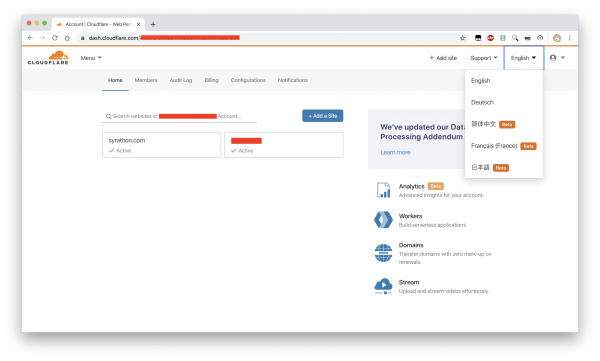 Account | Cloudflare - Web Per
dash.cloudflare.com/
CLOUDFLARE
Menu
+ Add site
Support
English
Home
Members
Audit Log
Billing
Configurations
Notifications
English
Deutsch
简体中文 Beta
Français (France) Beta
日本語 Beta
Search websites in
Account...
+ Add a Site
syrathon.com
Active
Active
We've updated our Data
Processing Addendum
Learn more
Analytics Beta
Advanced insights for your account.
Workers
Build serverless applications.
Domains
Transfer domains with zero mark-up on
renewals.
Stream
Upload and stream videos effortlessly.